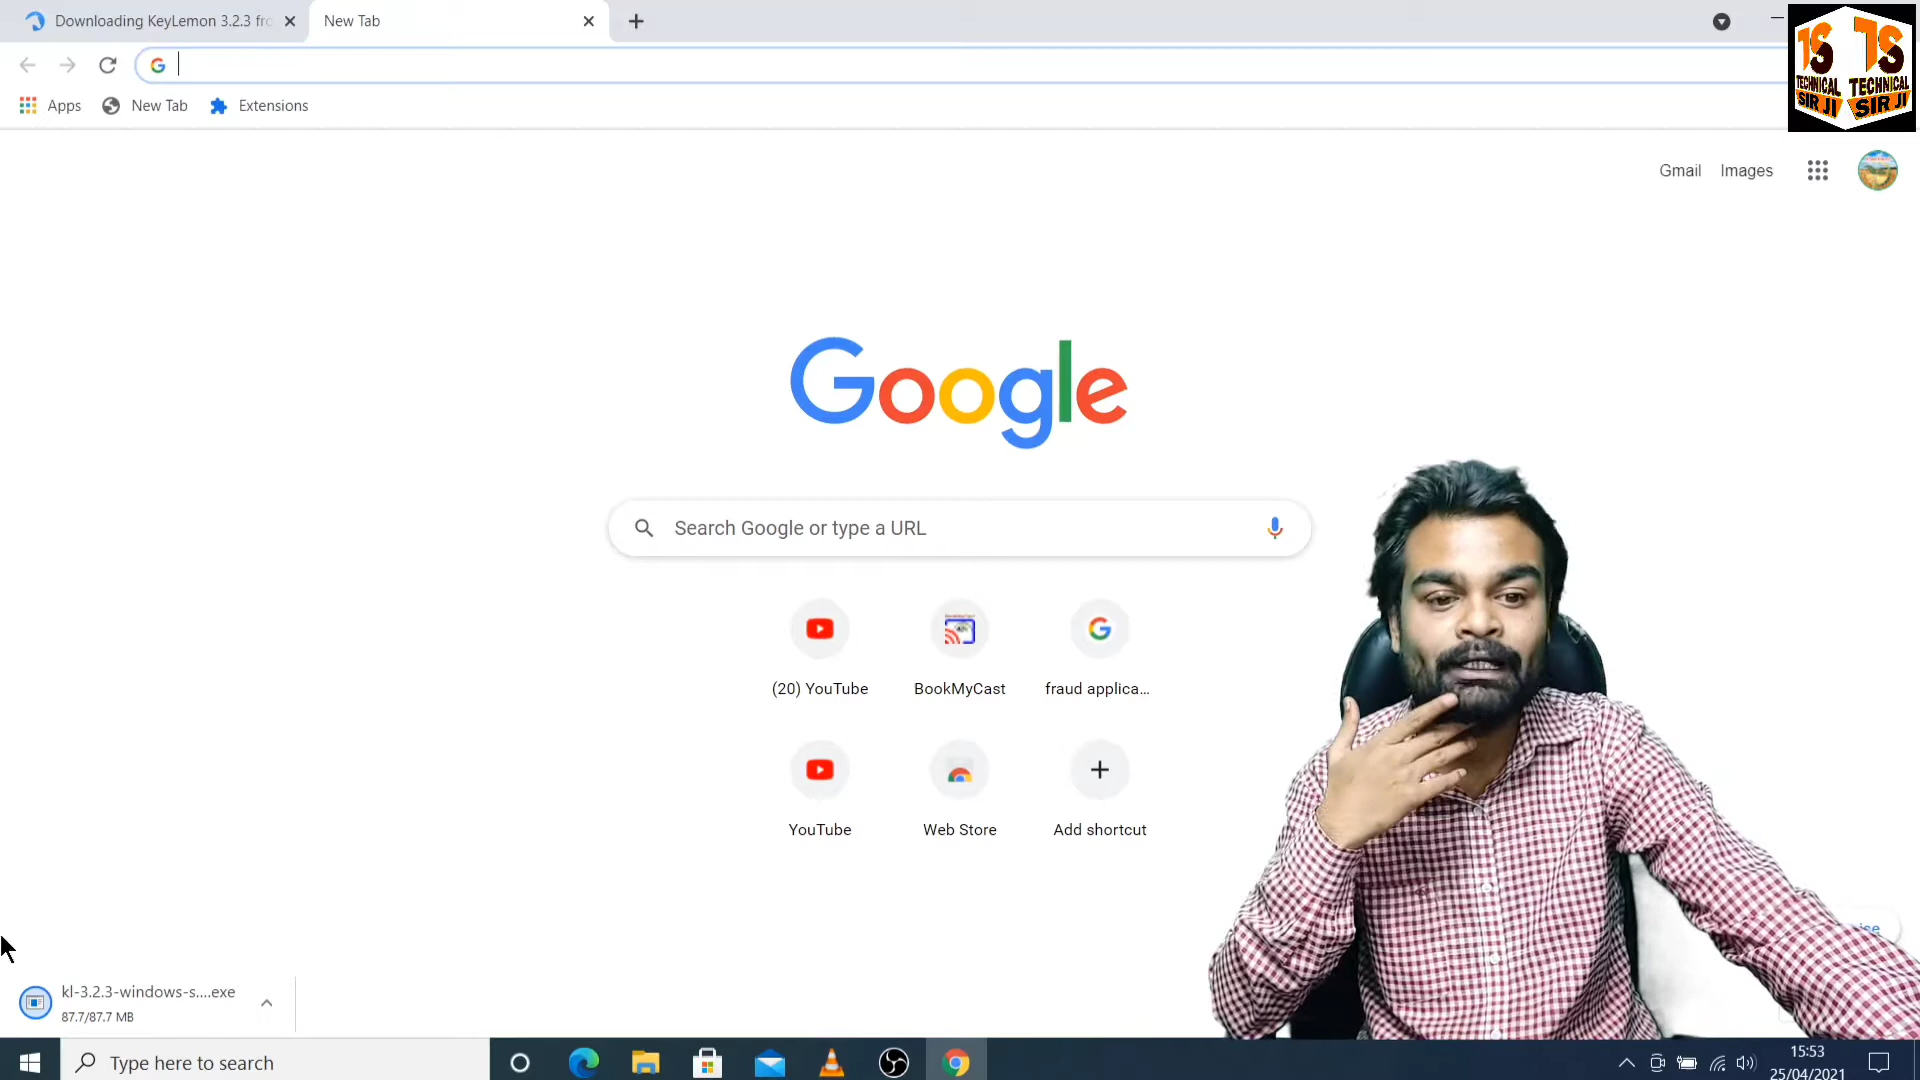 Downloading KeyLemon 3.2.3 fro
New Tab
Apps
New Tab
Extensions
TECHNICAL
SIR JI
TECHNICAL
SIR JI
Gmail
Images
Google
Search Google or type a URL
(20) YouTube
BookMyCast
fraud applica...
YouTube
Web Store
Add shortcut
kl-3.2.3-windows-s....exe
87.7/87.7 MB
Type here to search
15:53
25/04/2021